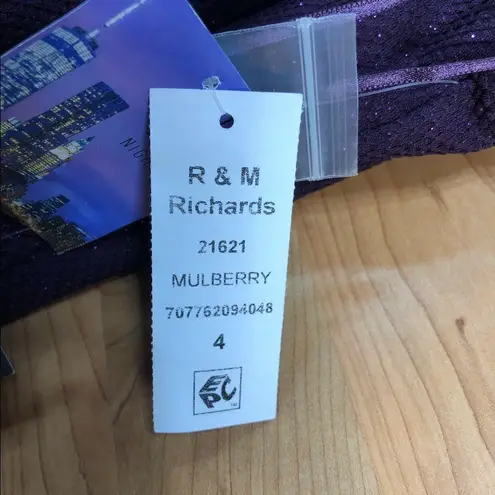 R & M
Richards
21621
MULBERRY
707762094048
4
EPC